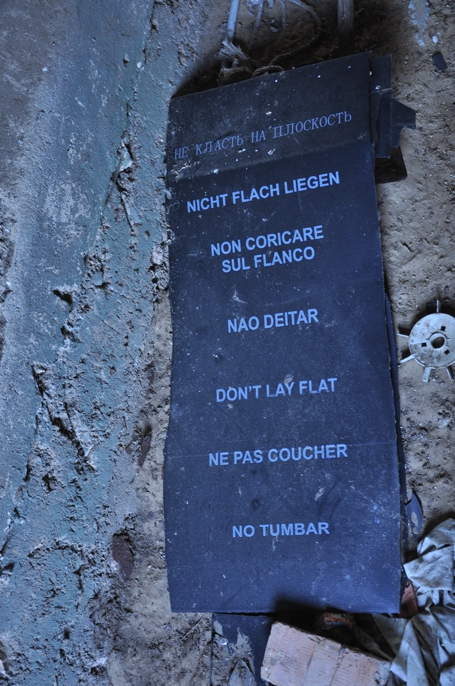 НЕ КЛАСТЬ НА ПЛОСКОСТЬ
NICHT FLACH LIEGEN
NON CORICARE
SUL FLANCO
NAO DEITAR
DON'T LAY FLAT
NE PAS COUCHER
NO TUMBAR